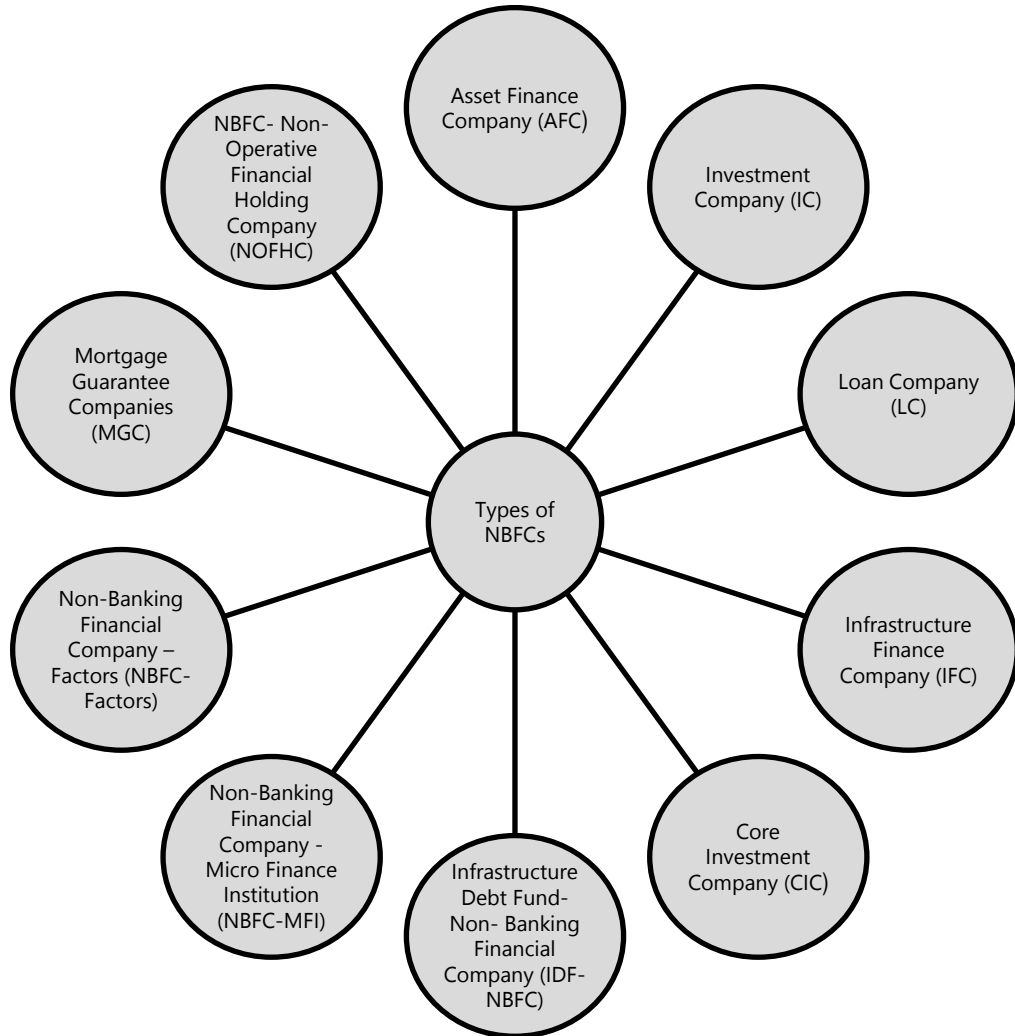 Asset Finance
Company (AFC)
Investment
Company (IC)
Loan Company
(LC)
Infrastructure
Finance
Company (IFC)
Core
Investment
Company (CIC)
Infrastructure
Debt Fund-
Non- Banking
Financial
Company (IDF-
NBFC)
Non-Banking
Financial
Company -
Micro Finance
Institution
(NBFC-MFI)
Non-Banking
Financial
Company –
Factors (NBFC-
Factors)
Mortgage
Guarantee
Companies
(MGC)
NBFC- Non-
Operative
Financial
Holding
Company
(NOFHC)
Types of
NBFCs